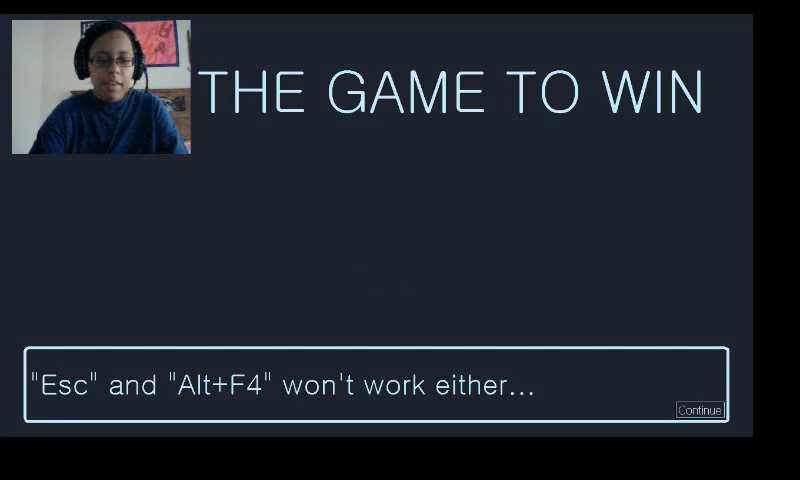 THE GAME TO WIN
"Esc" and "Alt+F4" won't work either...
Continue